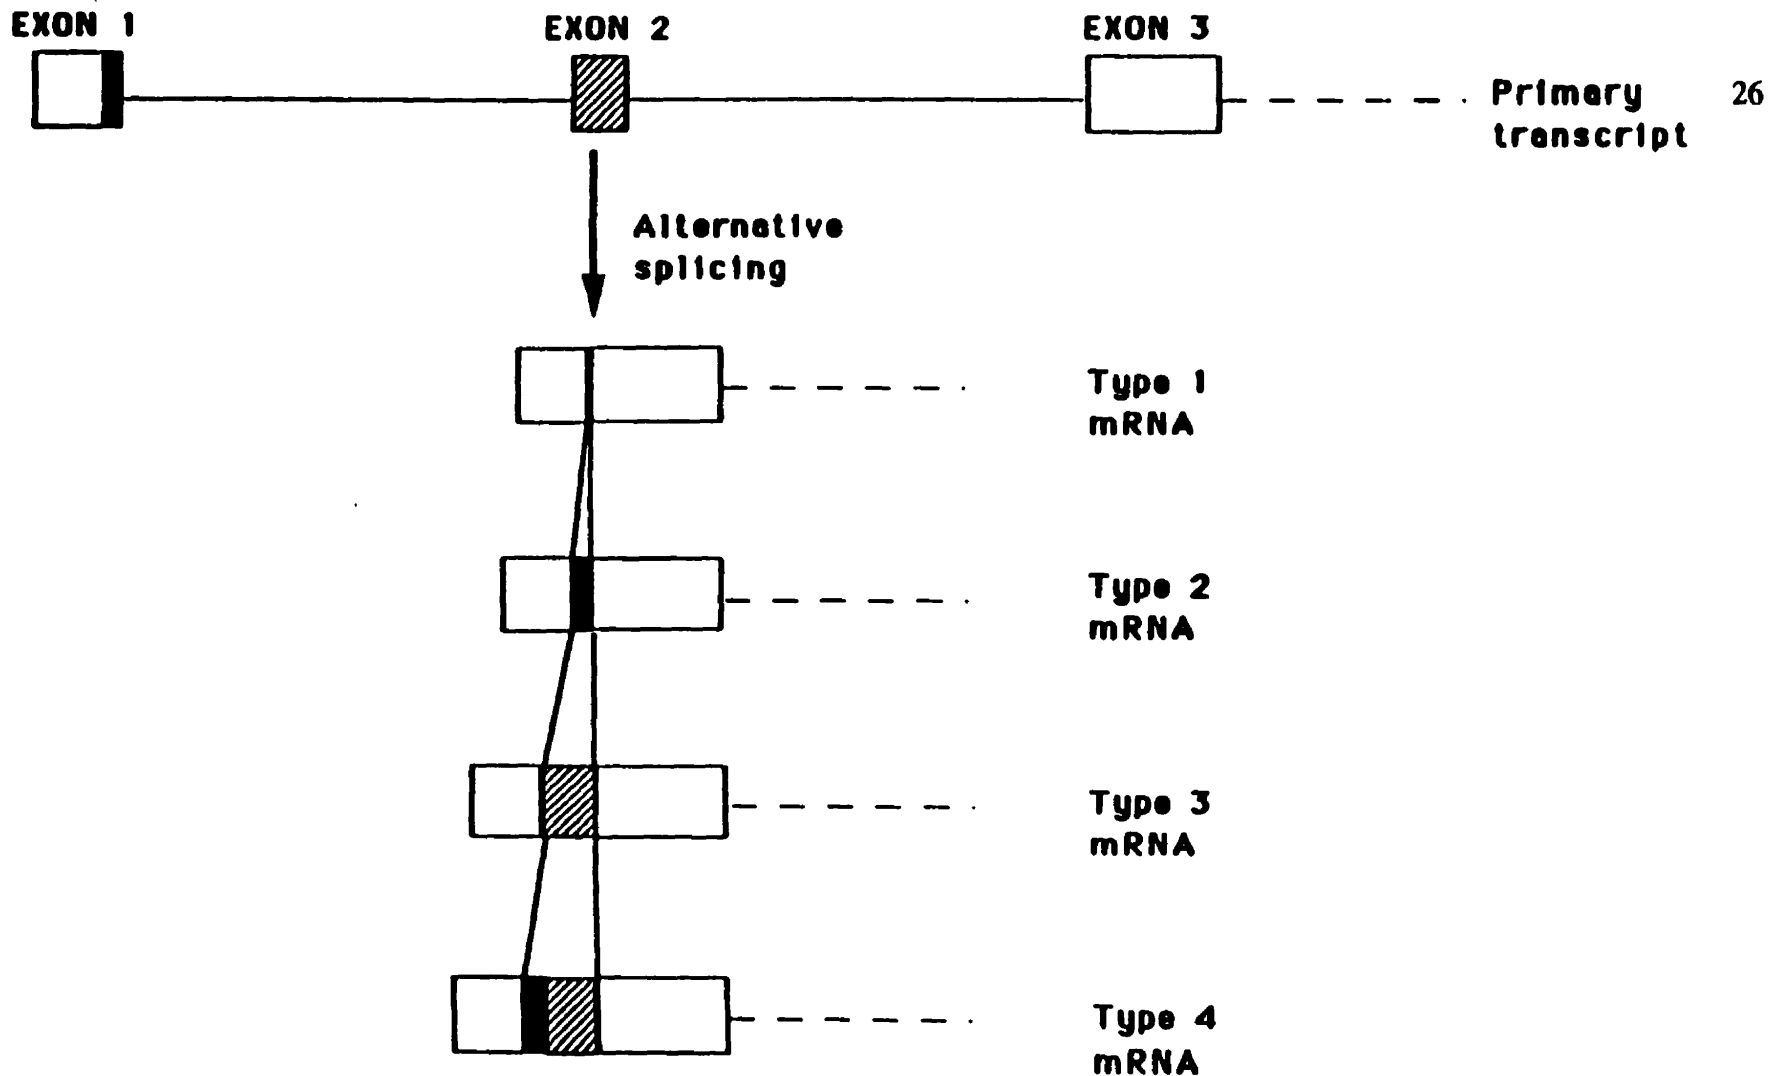 EXON 1
EXON 2
EXON 3
Primary
transcript
26
Alternative
splicing
Type 1
mRNA
Type 2
mRNA
Type 3
mRNA
Type 4
mRNA